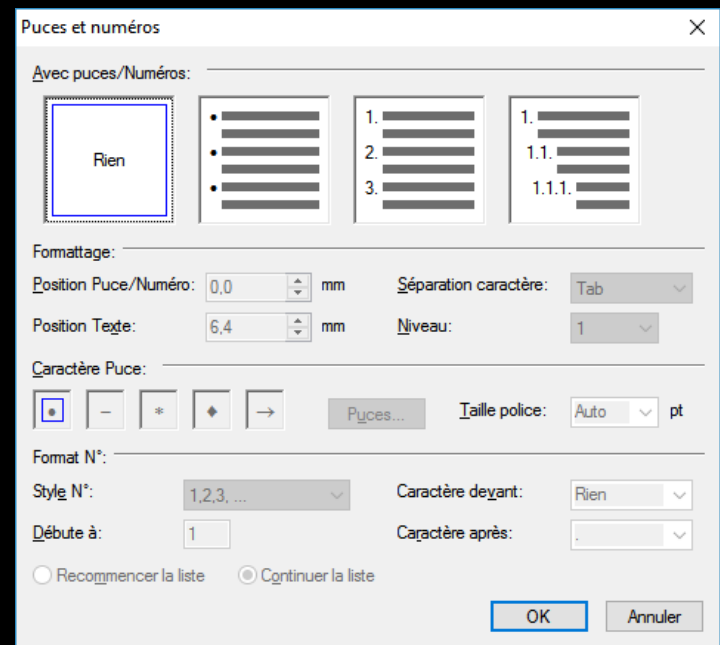 Puces et numéros
Avec puces/Numéros:
Rien
1.
2.
3.
1.
1.1.
1.1.1.
Formattage:
Position Puce/Numéro: 0,0 mm Séparation caractère: Tab
Position Texte: 6,4 mm Niveau: 1
Caractère Puce:
• – * ♦ → Puces... Taille police: Auto pt
Format N°:
Style N°: 1,2,3, ... Caractère devant: Rien
Débute à: 1 Caractère après: .
Recommencer la liste Continuer la liste
OK Annuler